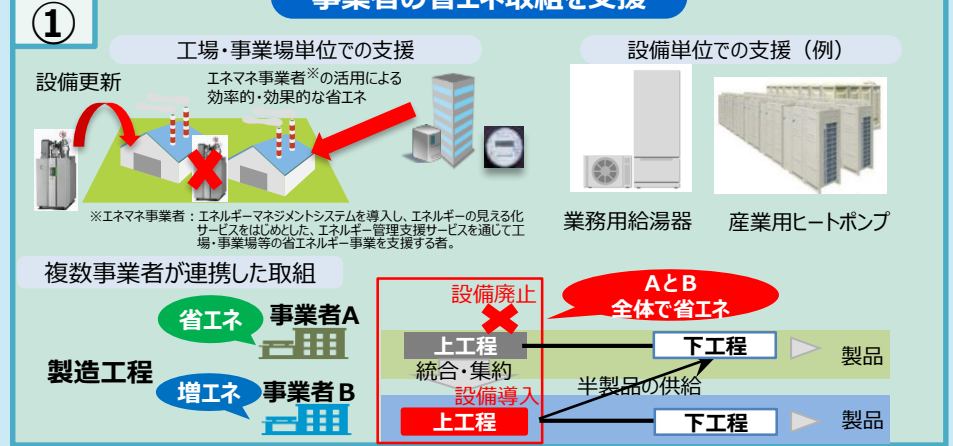 事業者の省エネ取組を支援
①
工場・事業場単位での支援
設備更新
エネマネ事業者※の活用による
効率的・効果的な省エネ
※エネマネ事業者：エネルギーマネジメントシステムを導入し、エネルギーの見える化
サービスをはじめとした、エネルギー管理支援サービスを通じて工
場・事業場等の省エネルギー事業を支援する者。
設備単位での支援（例）
業務用給湯器
産業用ヒートポンプ
複数事業者が連携した取組
製造工程
省エネ
事業者A
増エネ
事業者B
設備廃止
AとB
全体で省エネ
上工程
下工程
製品
統合・集約
半製品の供給
設備導入
上工程
下工程
製品